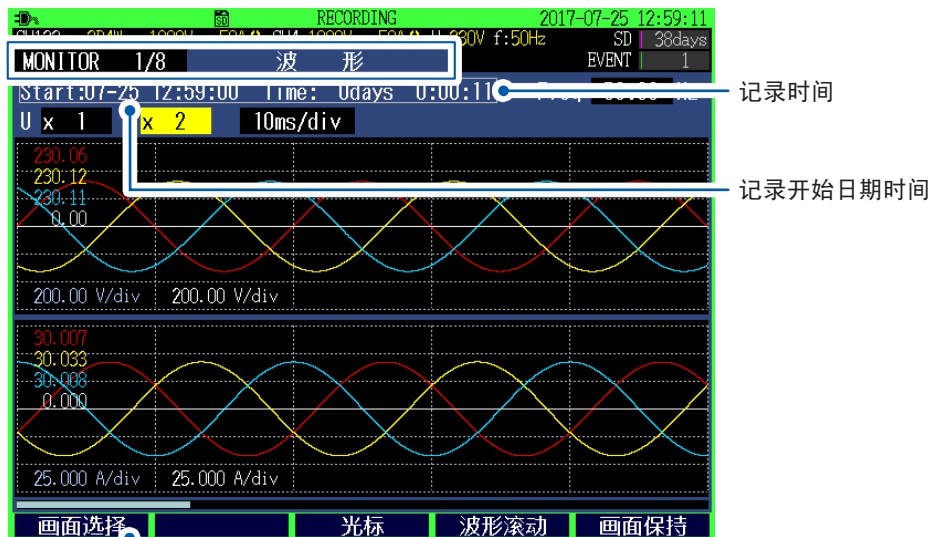 SD RECORDING 2017-07-25 12:59:11
1000V 1000V U 230V f:50Hz SD 38days
MONITOR 1/8 波 形 EVENT 1
Start:07-25 12:59:00 Time: 0days 0:00:11 记录时间
U x 1 x 2 10ms/div
230.06
230.12
230.11 记录开始日期时间
0.00
200.00 V/div 200.00 V/div
30.007
30.033
30.008
0.000
25.000 A/div 25.000 A/div
画面选择 光标 波形滚动 画面保持